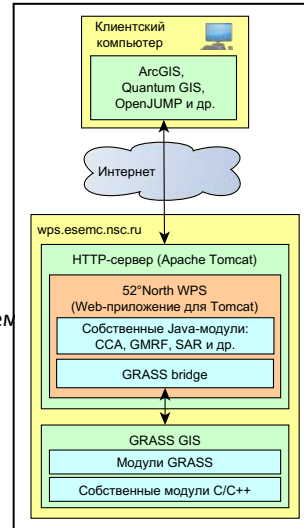 Клиентский
компьютер
ArcGIS,
Quantum GIS,
OpenJUMP и др.
Интернет
wps.esemc.nsc.ru
HTTP-сервер (Apache Tomcat)
52°North WPS
(Web-приложение для Tomcat)
Собственные Java-модули:
CCA, GMRF, SAR и др.
GRASS bridge
GRASS GIS
Модули GRASS
Собственные модули C/C++